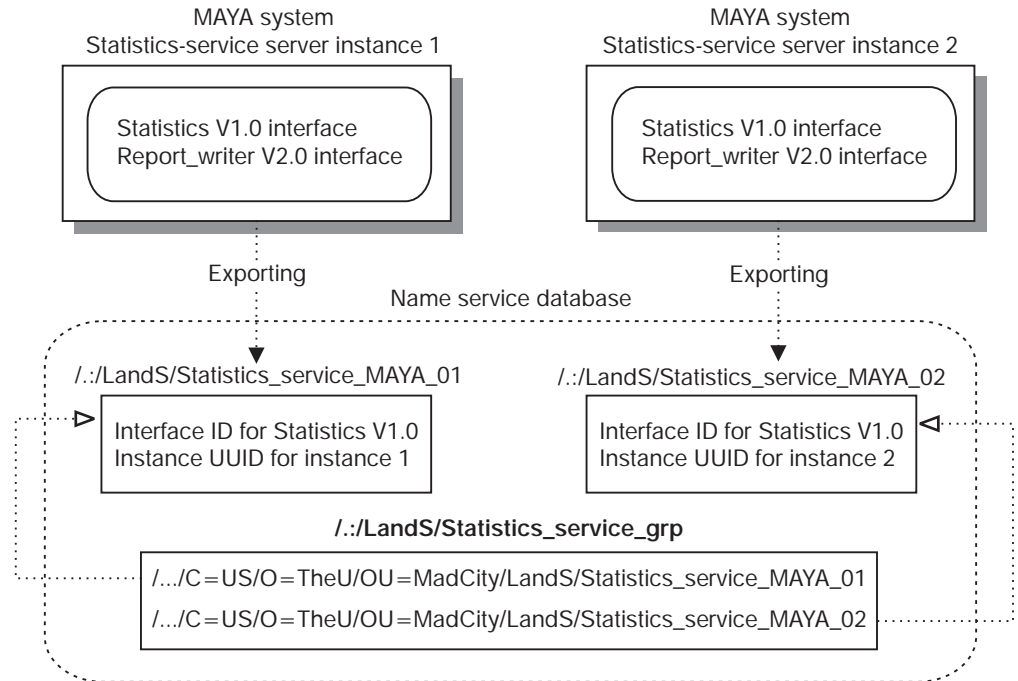 MAYA system
Statistics-service server instance 1
MAYA system
Statistics-service server instance 2
Statistics V1.0 interface
Report_writer V2.0 interface
Statistics V1.0 interface
Report_writer V2.0 interface
Exporting
Exporting
Name service database
/.:/LandS/Statistics_service_MAYA_01
/.:/LandS/Statistics_service_MAYA_02
Interface ID for Statistics V1.0
Instance UUID for instance 1
Interface ID for Statistics V1.0
Instance UUID for instance 2
/.:/LandS/Statistics_service_grp
/.../C=US/O=TheU/OU=MadCity/LandS/Statistics_service_MAYA_01
/.../C=US/O=TheU/OU=MadCity/LandS/Statistics_service_MAYA_02